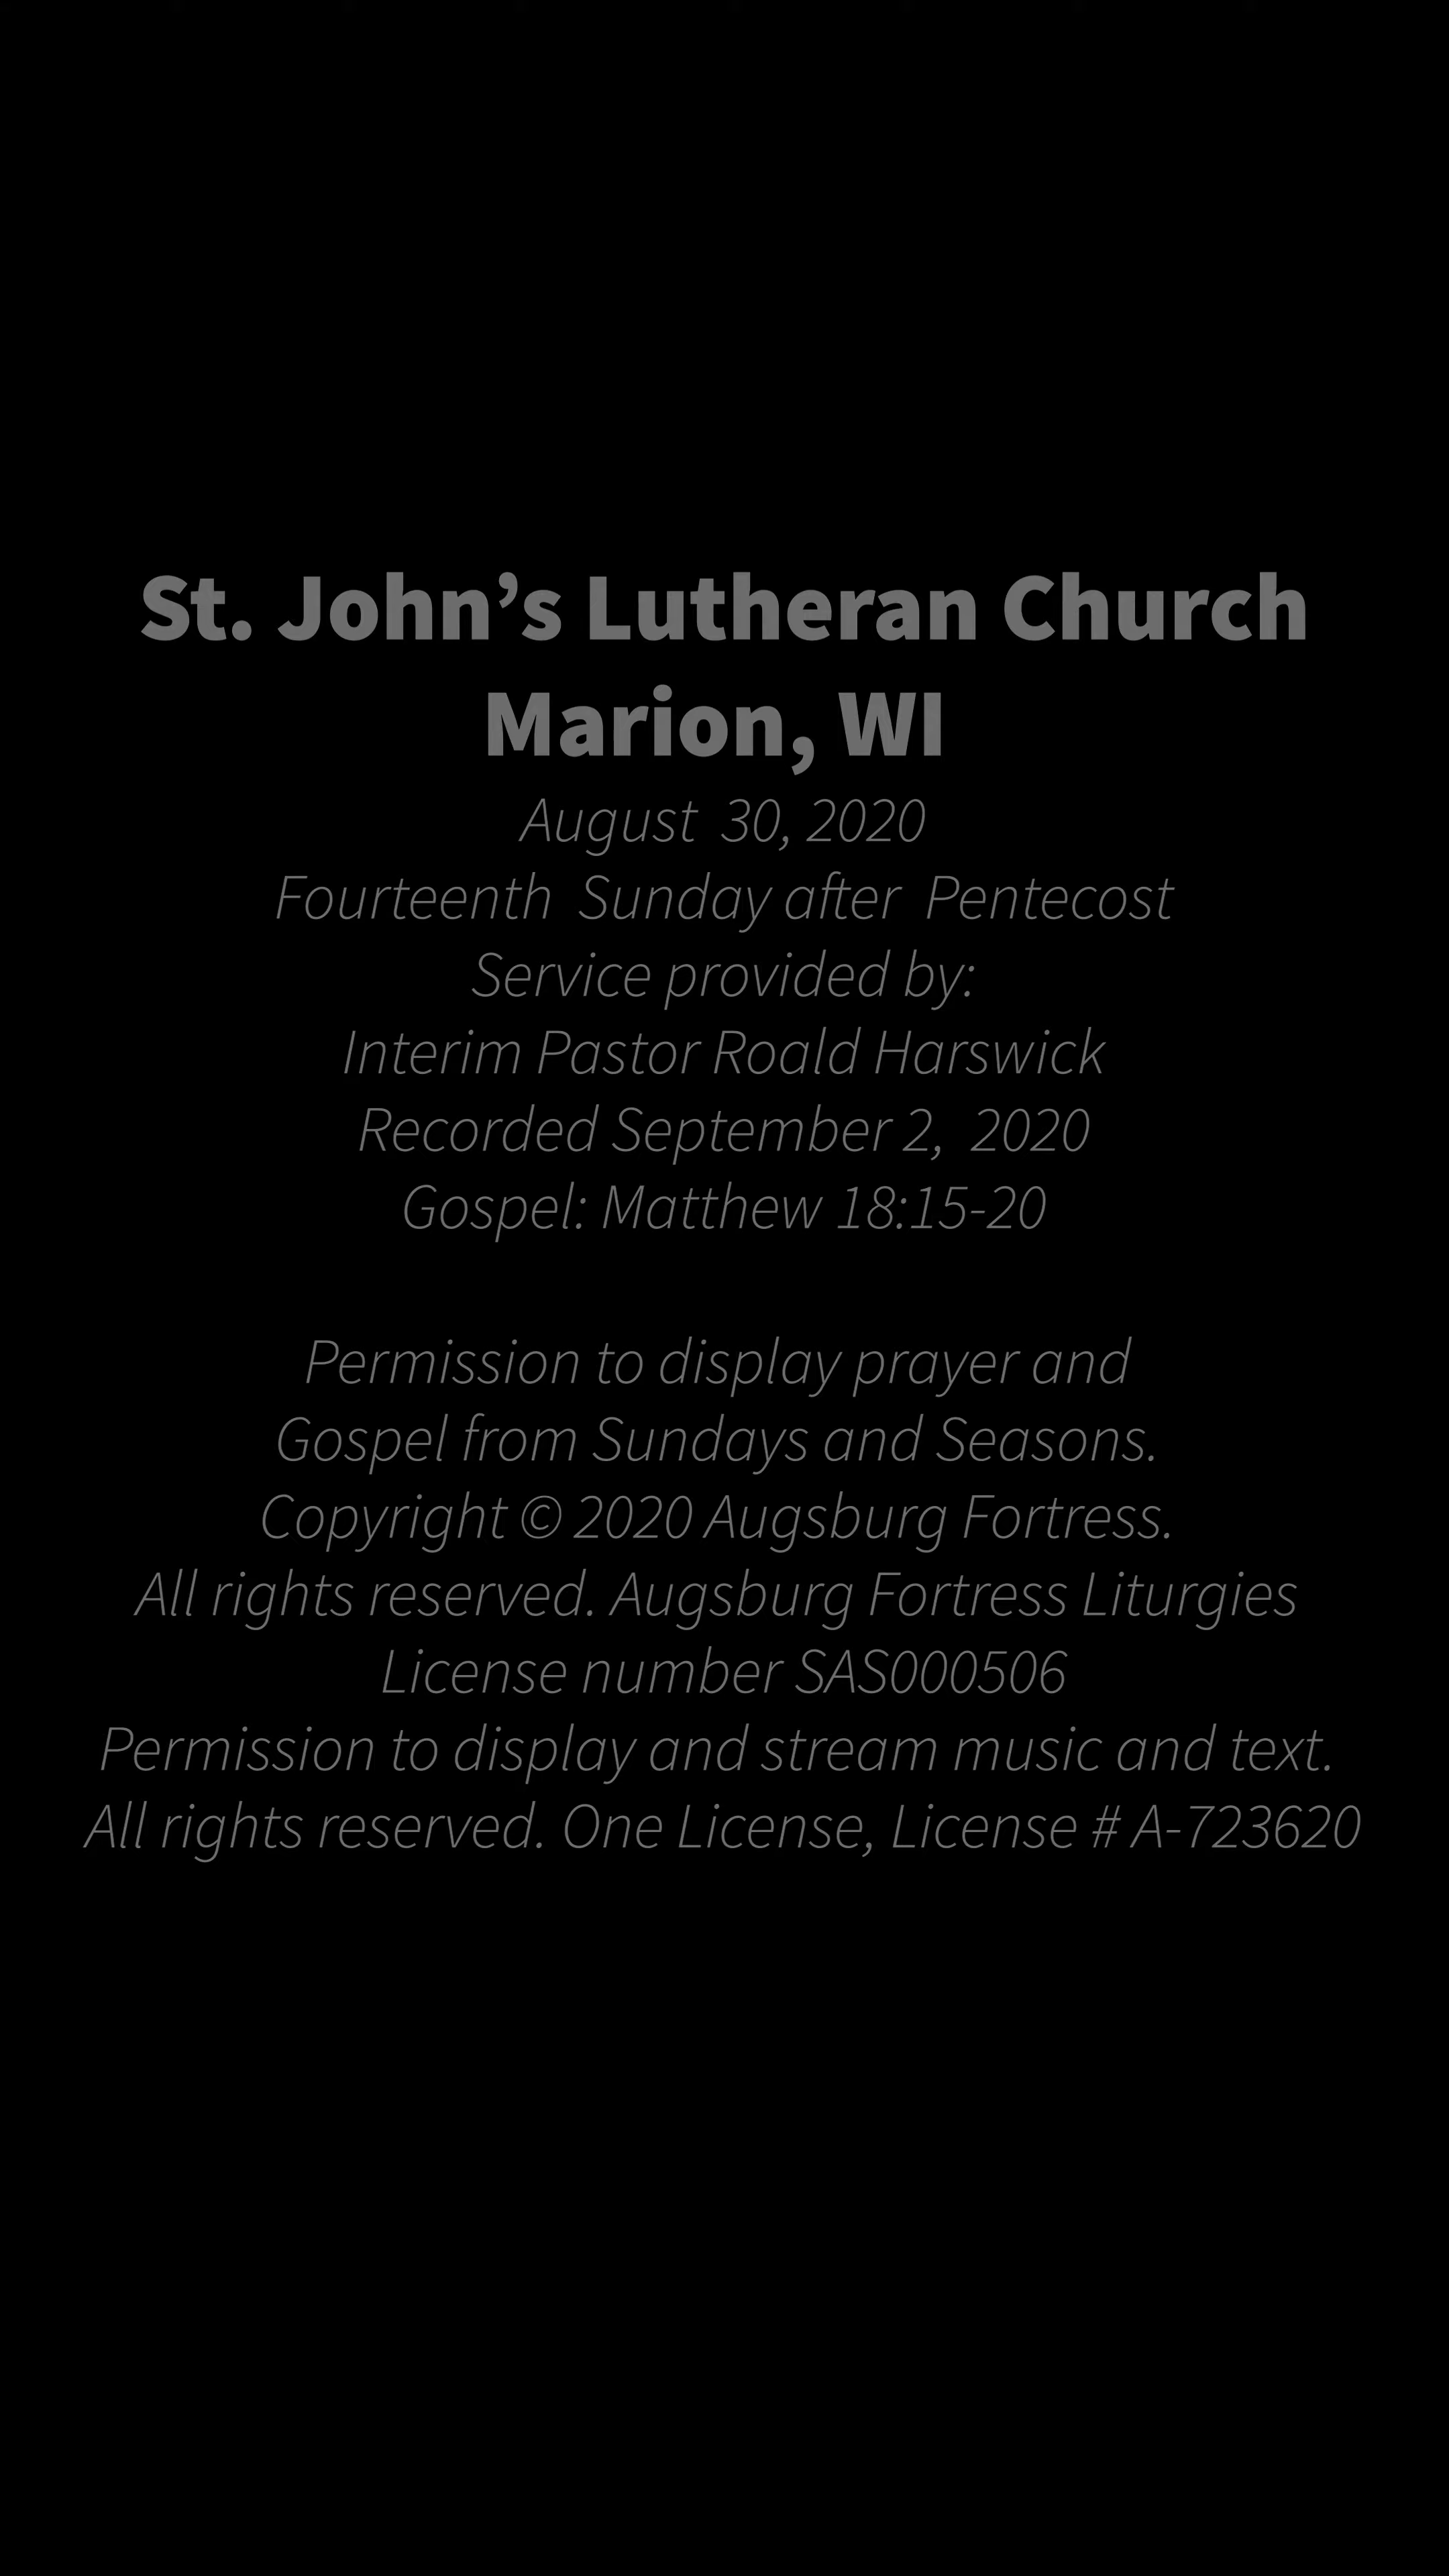 St. John’s Lutheran Church
Marion, WI
August 30, 2020
Fourteenth Sunday after Pentecost
Service provided by:
Interim Pastor Roald Harswick
Recorded September 2, 2020
Gospel: Matthew 18:15-20
Permission to display prayer and
Gospel from Sundays and Seasons.
Copyright © 2020 Augsburg Fortress.
All rights reserved. Augsburg Fortress Liturgies
License number SAS000506
Permission to display and stream music and text.
All rights reserved. One License, License # A-723620